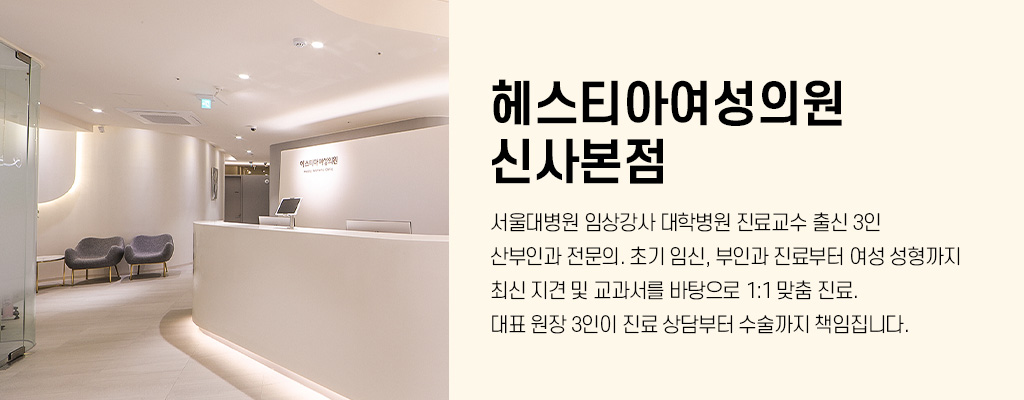 헤스티아여성의원
헤스티아여성의원
신사본점
서울대병원 임상강사 대학병원 진료교수 출신 3인
산부인과 전문의. 초기 임신, 부인과 진료부터 여성 성형까지
최신 지견 및 교과서를 바탕으로 1:1 맞춤 진료.
대표 원장 3인이 진료 상담부터 수술까지 책임집니다.